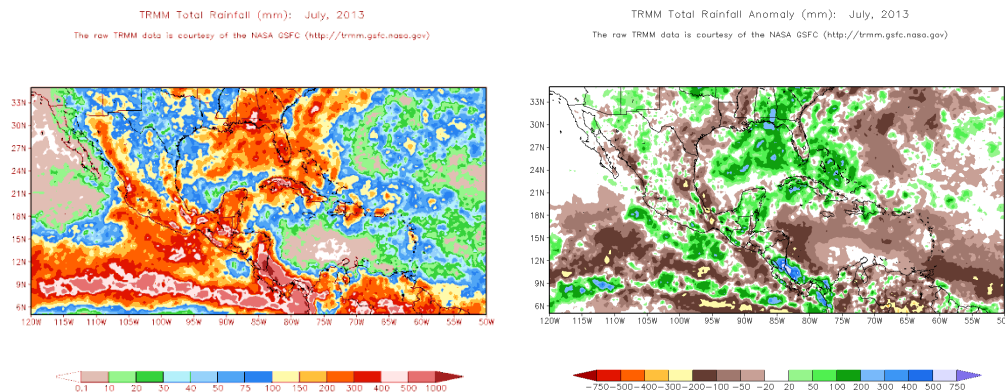 TRMM Total Rainfall (mm): July, 2013
The raw TRMM data is courtesy of the NASA GSFC (http://trmm.gsfc.nasa.gov)
33N
30N
27N
24N
21N
18N
15N
12N
9N
6N
120W 115W 110W 105W 100W 95W 90W 85W 80W 75W 70W 65W 60W 55W 50W
0.1 10 20 30 40 50 75 100 150 200 300 400 500 1000
TRMM Total Rainfall Anomaly (mm): July, 2013
The raw TRMM data is courtesy of the NASA GSFC (http://trmm.gsfc.nasa.gov)
33N
30N
27N
24N
21N
18N
15N
12N
9N
6N
120W 115W 110W 105W 100W 95W 90W 85W 80W 75W 70W 65W 60W 55W 50W
-750 -500 -400 -300 -200 -100 -50 -20 20 50 100 200 300 400 500 750